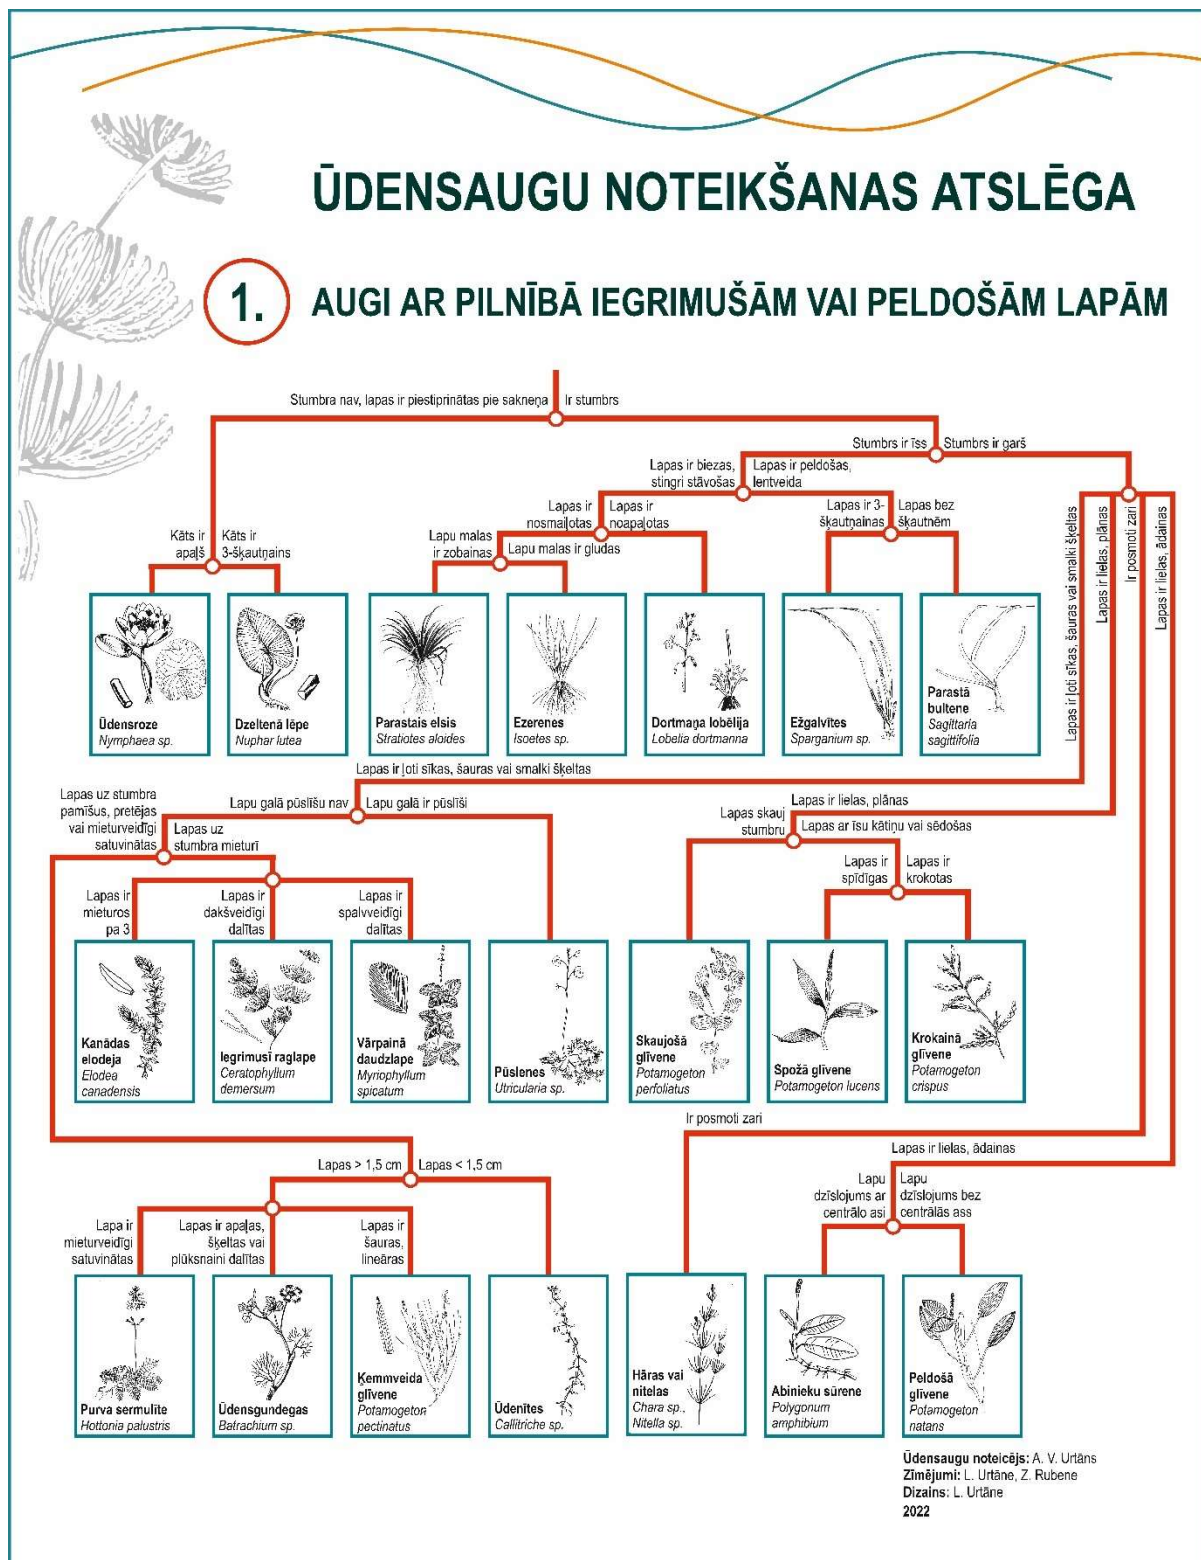 ŪDENSAUGU NOTEIKŠANAS ATSLĒGA
1.
AUGI AR PILNĪBĀ IEGRIMUŠĀM VAI PELDOŠĀM LAPĀM
Stumbra nav, lapas ir piestiprinātas pie sakneņa
Ir stumbrs
Stumbrs ir īss
Stumbrs ir garš
Lapas ir biezas,
stingri stāvošas
Lapas ir peldošas,
lentveida
Lapas ir
nosmaiļotas
Lapas ir
noapaļotas
Lapas ir 3-
šķautņainas
Lapas bez
šķautnēm
Lapu malas
ir zobainas
Lapu malas ir gludas
Kāts ir
apaļš
Kāts ir
3-šķautņains
Lapas ir ļoti sīkas, šauras vai smalki šķeltas
Lapas ir lielas, plānas
Ir posmoti zari
Lapas ir lielas, ādainas
Ūdensroze
Nymphaea sp.
Dzeltenā lēpe
Nuphar lutea
Parastais elsis
Stratiotes aloides
Ezerenes
Isoetes sp.
Dortmaņa lobēlija
Lobelia dortmanna
Ežgalvītes
Sparganium sp.
Parastā
bultene
Sagittaria
sagittifolia
Lapas ir ļoti sīkas, šauras vai smalki šķeltas
Lapas uz stumbra
pamīšus, pretējas
vai mieturveidīgi
satuvinātas
Lapas uz
stumbra mieturī
Lapu galā pūslīšu nav
Lapu galā ir pūslīši
Lapas ir lielas, plānas
Lapas skauj
stumbru
Lapas ar īsu kātiņu vai sēdošas
Lapas ir
spīdīgas
Lapas ir
krokotas
Lapas ir
mieturos
pa 3
Lapas ir
dakšveidīgi
dalītas
Lapas ir
spalvveidīgi
dalītas
Kanādas
elodeja
Elodea
canadensis
Iegrimusī raglape
Ceratophyllum
demersum
Vārpainā
daudzlape
Myriophyllum
spicatum
Pūslenes
Utricularia sp.
Skaujošā
glīvene
Potamogeton
perfoliatus
Spožā glīvene
Potamogeton lucens
Krokainā
glīvene
Potamogeton
crispus
Ir posmoti zari
Lapas ir lielas, ādainas
Lapas > 1,5 cm
Lapas < 1,5 cm
Lapu
dzīslojums ar
centrālo asi
Lapu
dzīslojums bez
centrālās ass
Lapa ir
mieturveidīgi
satuvinātas
Lapas ir apaļas,
šķeltas vai
plūksnaini dalītas
Lapas ir
šauras,
lineāras
Purva sermulīte
Hottonia palustris
Ūdensgundegas
Batrachium sp.
Ķemmveida
glīvene
Potamogeton
pectinatus
Ūdenītes
Callitriche sp.
Hāras vai
nitelas
Chara sp.,
Nitella sp.
Abinieku sūrene
Polygonum
amphibium
Peldošā
glīvene
Potamogeton
natans
Ūdensaugu noteicējs: A. V. Urtāns
Zīmējumi: L. Urtāne, Z. Rubene
Dizains: L. Urtāne
2022